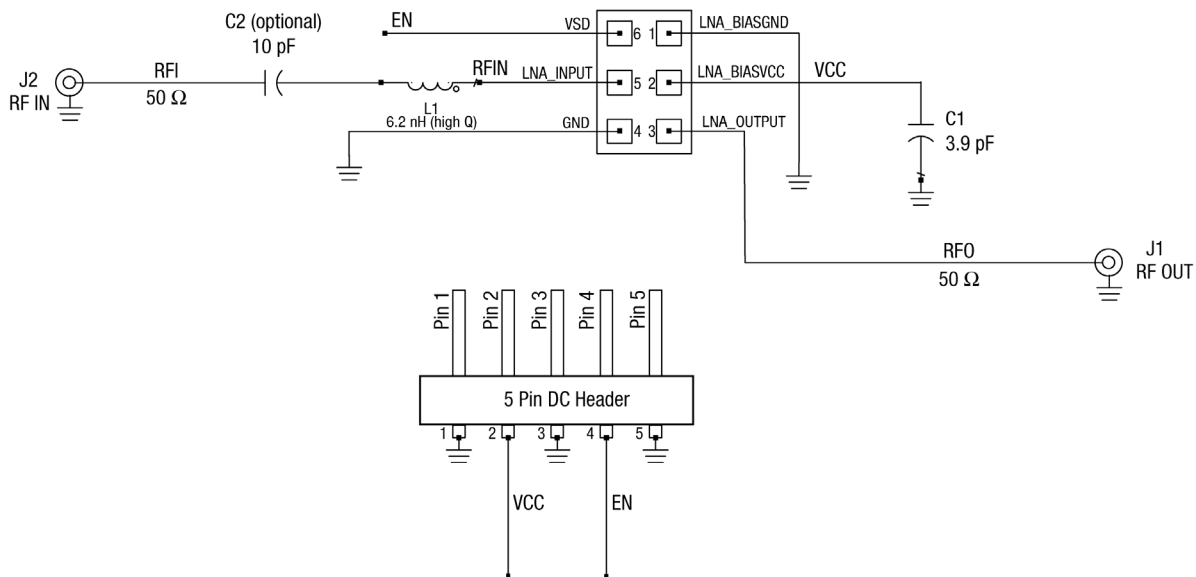 C2 (optional)
10 pF
EN
VSD
6 1
LNA_BIASGND
J2
RF IN
RFI
50 Ω
RFIN
LNA_INPUT
5 2
LNA_BIASVCC
VCC
L1
6.2 nH (high Q)
GND
4 3
LNA_OUTPUT
C1
3.9 pF
RFO
50 Ω
J1
RF OUT
Pin 1
Pin 2
Pin 3
Pin 4
Pin 5
5 Pin DC Header
1 2 3 4 5
VCC
EN